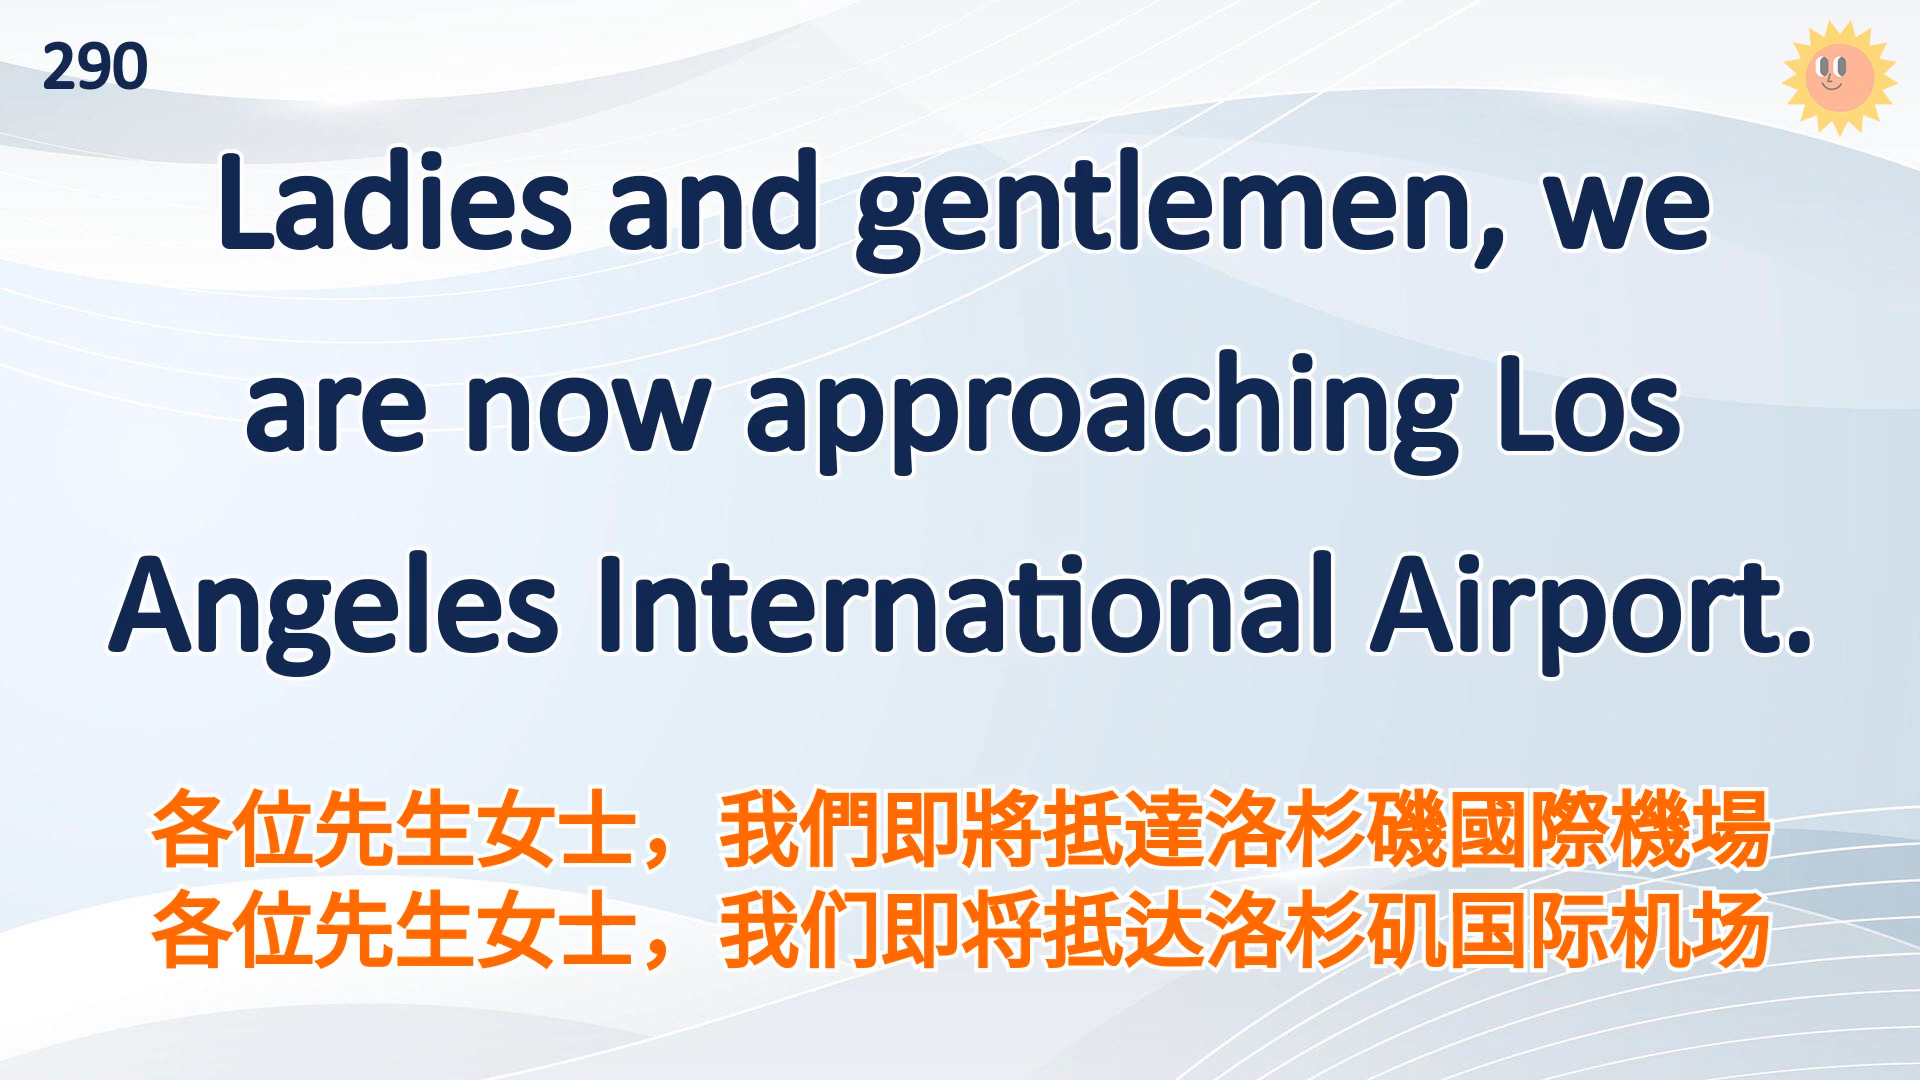 290
Ladies and gentlemen, we
are now approaching Los
Angeles International Airport.
各位先生女士，我們即將抵達洛杉磯國際機場
各位先生女士，我们即将抵达洛杉矶国际机场